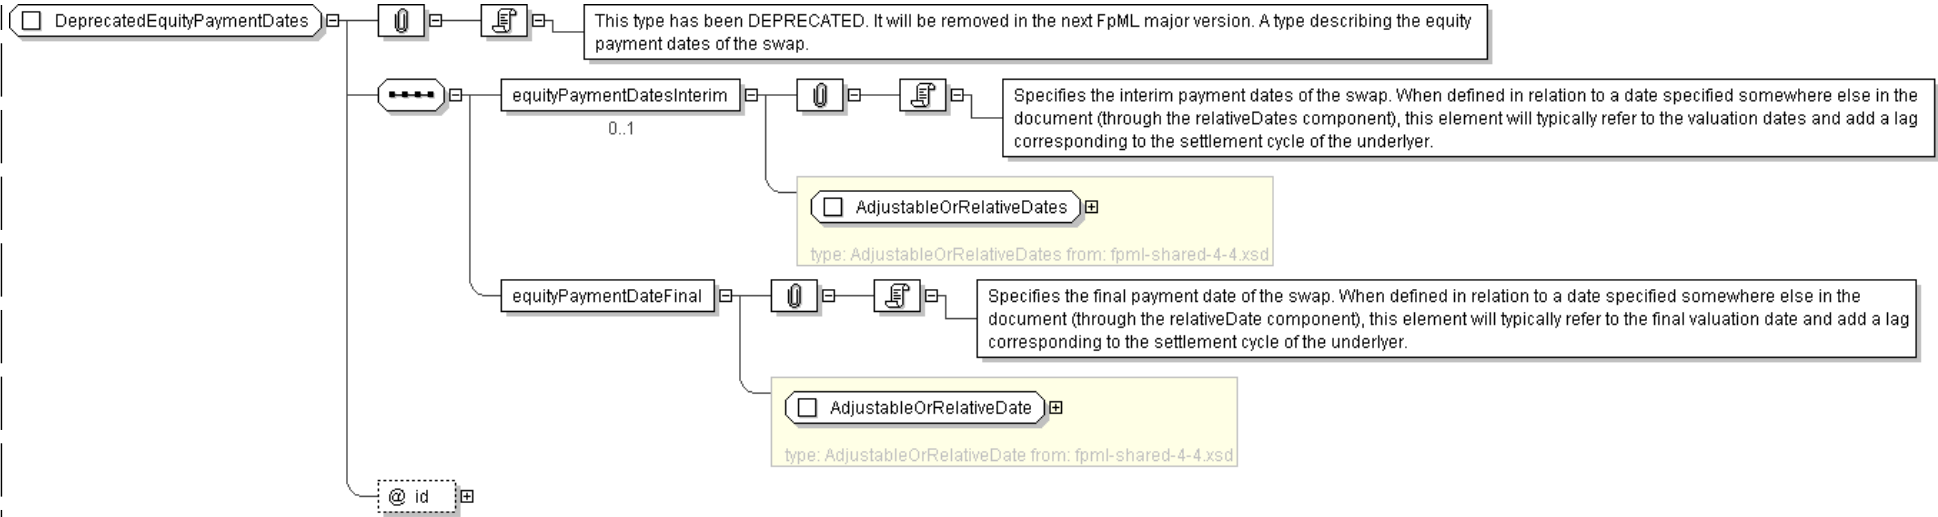 DeprecatedEquityPaymentDates
This type has been DEPRECATED. It will be removed in the next FpML major version. A type describing the equity
payment dates of the swap.
equityPaymentDatesInterim
0..1
Specifies the interim payment dates of the swap. When defined in relation to a date specified somewhere else in the
document (through the relativeDates component), this element will typically refer to the valuation dates and add a lag
corresponding to the settlement cycle of the underlyer.
AdjustableOrRelativeDates
type: AdjustableOrRelativeDates from: fpml-shared-4-4.xsd
equityPaymentDateFinal
Specifies the final payment date of the swap. When defined in relation to a date specified somewhere else in the
document (through the relativeDate component), this element will typically refer to the final valuation date and add a lag
corresponding to the settlement cycle of the underlyer.
AdjustableOrRelativeDate
type: AdjustableOrRelativeDate from: fpml-shared-4-4.xsd
@ id